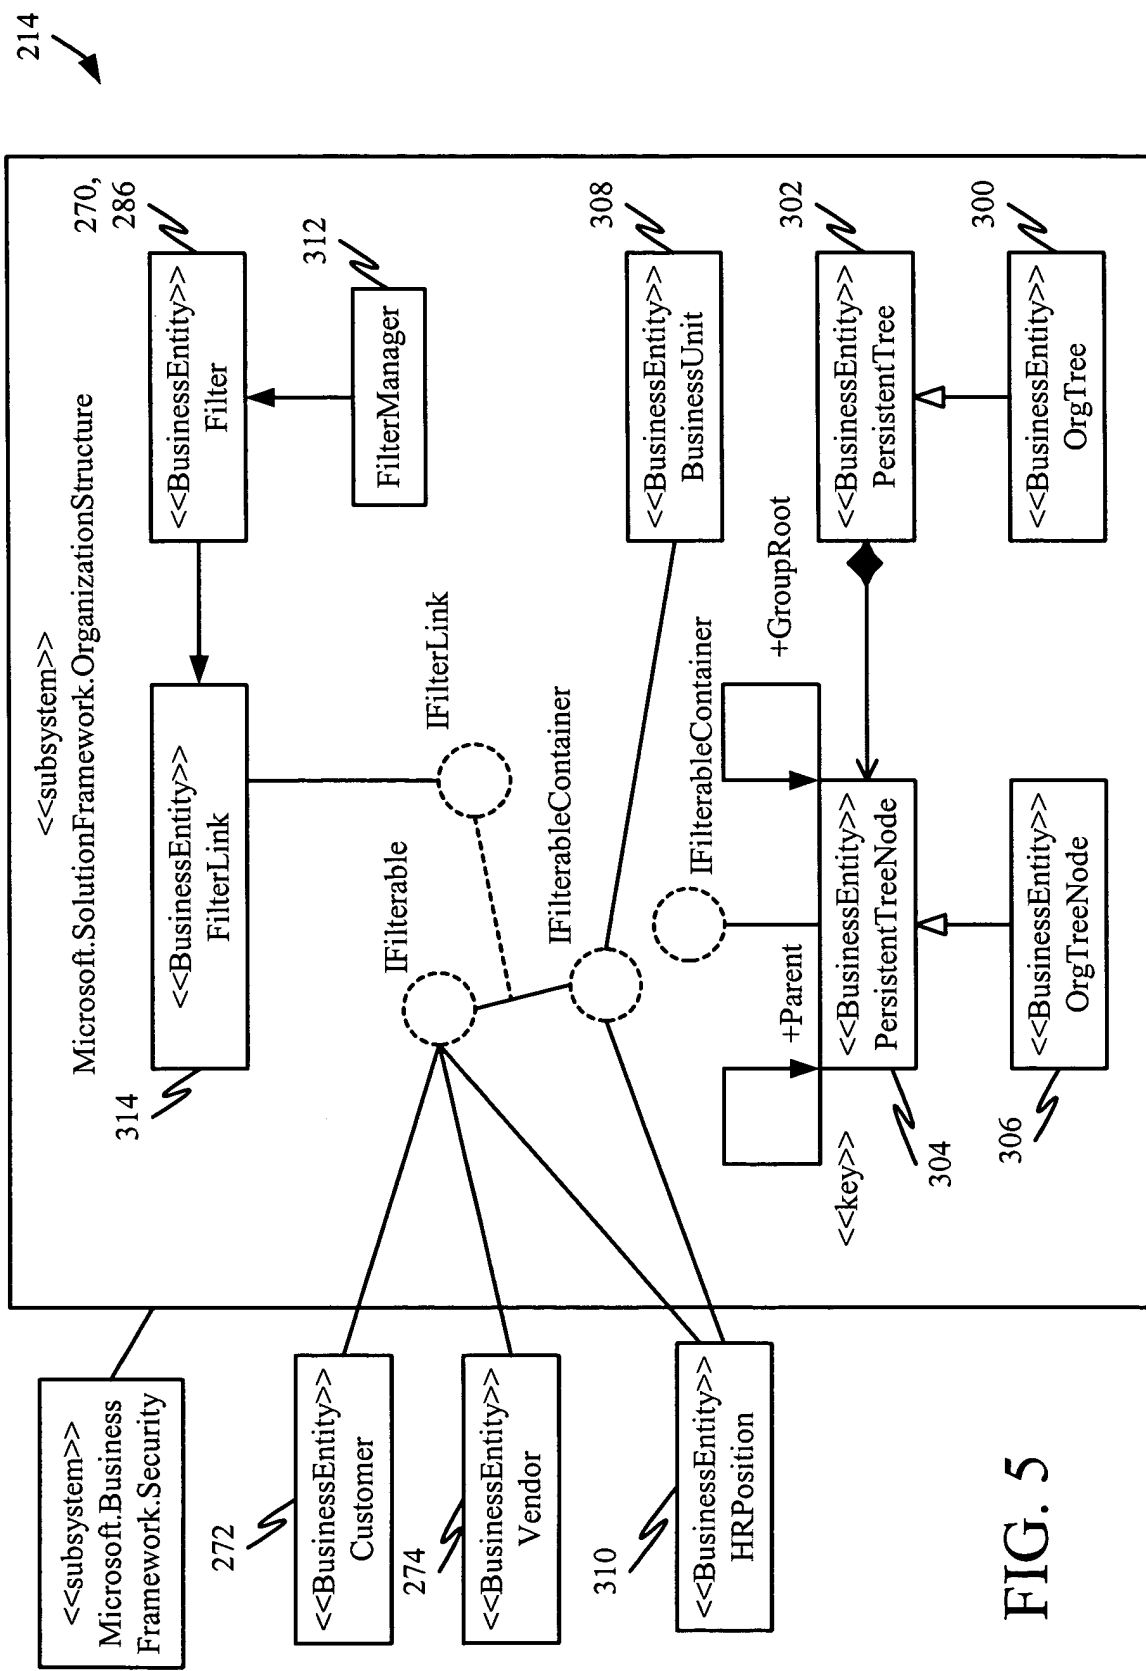 214
<<subsystem>>
Microsoft.SolutionFramework.OrganizationStructure
<<subsystem>>
Microsoft.Business
Framework.Security
314
<<BusinessEntity>>
FilterLink
<<BusinessEntity>>
Filter
270,
286
312
FilterManager
272
<<BusinessEntity>>
Customer
IFilterable
IFilterLink
274
<<BusinessEntity>>
Vendor
IFilterableContainer
308
<<BusinessEntity>>
BusinessUnit
310
<<BusinessEntity>>
HRPosition
IFilterableContainer
+Parent
+GroupRoot
<<key>>
<<BusinessEntity>>
PersistentTreeNode
304
<<BusinessEntity>>
PersistentTree
302
306
<<BusinessEntity>>
OrgTreeNode
<<BusinessEntity>>
OrgTree
300
FIG. 5